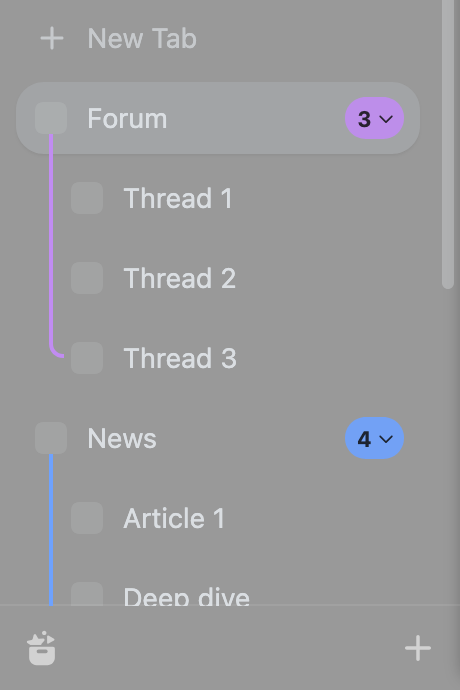 New Tab
Forum 3
Thread 1
Thread 2
Thread 3
News 4
Article 1
Deep dive